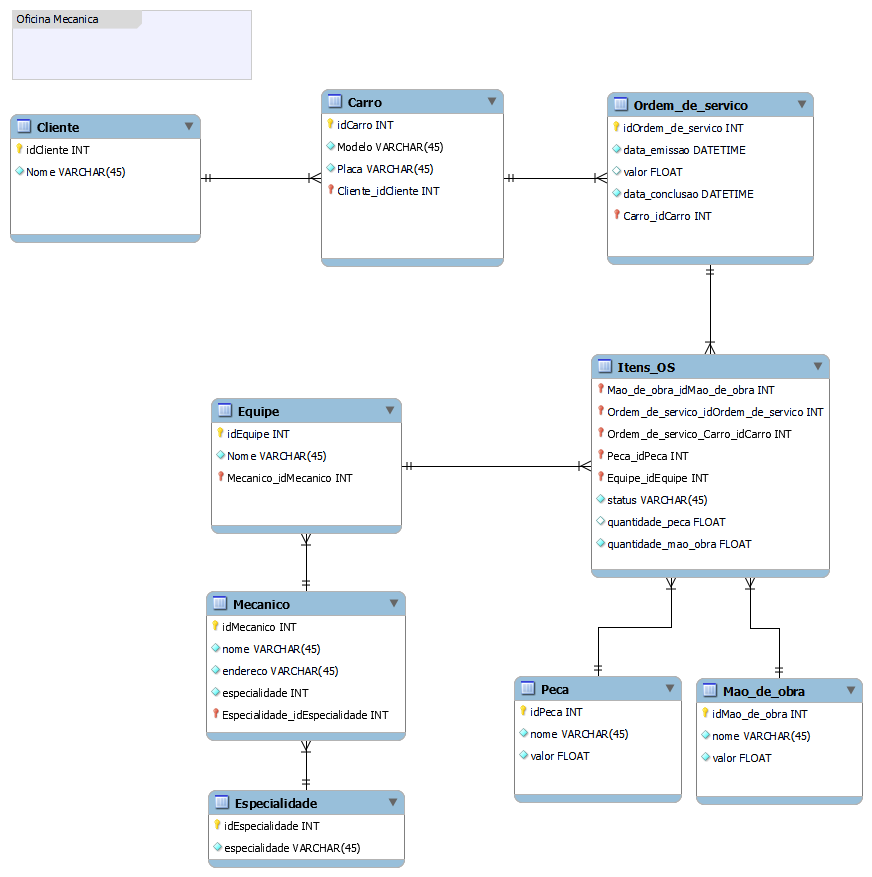 Oficina Mecanica
Cliente
idCliente INT
Nome VARCHAR(45)
Carro
idCarro INT
Modelo VARCHAR(45)
Placa VARCHAR(45)
Cliente_idCliente INT
Ordem_de_servico
idOrdem_de_servico INT
data_emissao DATETIME
valor FLOAT
data_conclusao DATETIME
Carro_idCarro INT
Itens_OS
Mao_de_obra_idMao_de_obra INT
Ordem_de_servico_idOrdem_de_servico INT
Ordem_de_servico_Carro_idCarro INT
Peca_idPeca INT
Equipe_idEquipe INT
status VARCHAR(45)
quantidade_peca FLOAT
quantidade_mao_obra FLOAT
Equipe
idEquipe INT
Nome VARCHAR(45)
Mecanico_idMecanico INT
Mecanico
idMecanico INT
nome VARCHAR(45)
endereco VARCHAR(45)
especialidade INT
Especialidade_idEspecialidade INT
Especialidade
idEspecialidade INT
especialidade VARCHAR(45)
Peca
idPeca INT
nome VARCHAR(45)
valor FLOAT
Mao_de_obra
idMao_de_obra INT
nome VARCHAR(45)
valor FLOAT